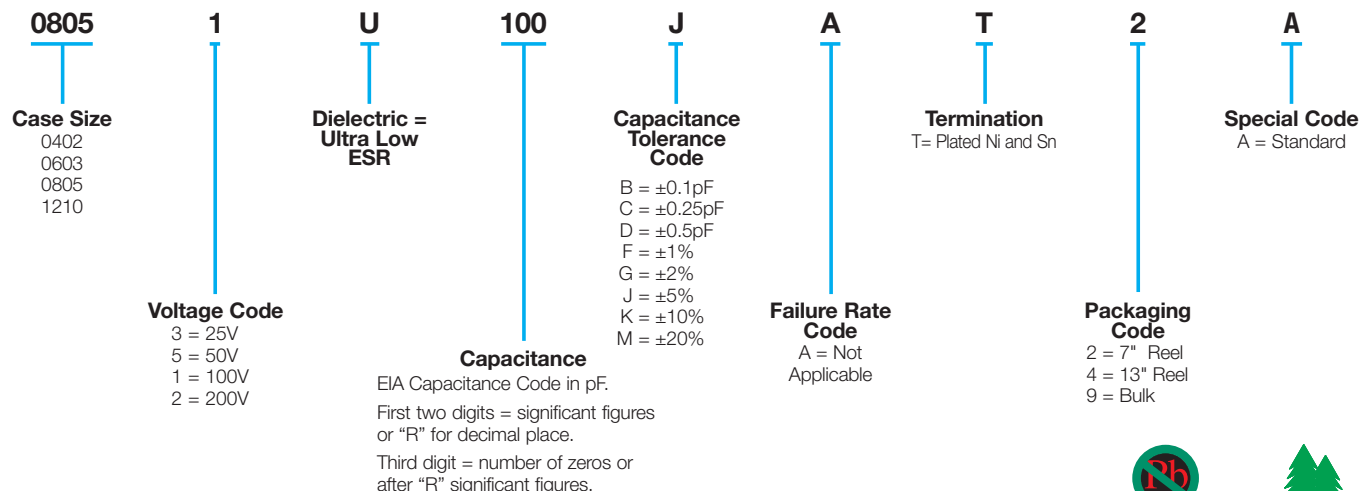 0805 1 U 100 J A T 2 A
Case Size
0402
0603
0805
1210
Voltage Code
3 = 25V
5 = 50V
1 = 100V
2 = 200V
Dielectric =
Ultra Low
ESR
Capacitance
EIA Capacitance Code in pF.
First two digits = significant figures
or “R” for decimal place.
Third digit = number of zeros or
after “R” significant figures.
Capacitance
Tolerance
Code
B = ±0.1pF
C = ±0.25pF
D = ±0.5pF
F = ±1%
G = ±2%
J = ±5%
K = ±10%
M = ±20%
Failure Rate
Code
A = Not
Applicable
Termination
T= Plated Ni and Sn
Packaging
Code
2 = 7" Reel
4 = 13" Reel
9 = Bulk
Special Code
A = Standard
Pb